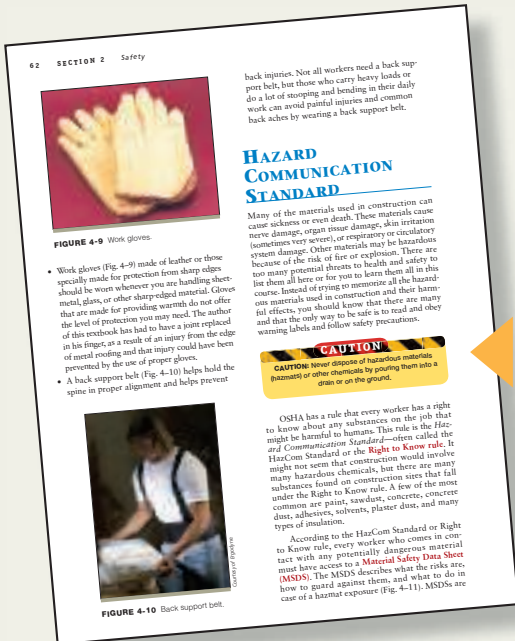 62 SECTION 2 Safety
FIGURE 4-9 Work gloves.
• Work gloves (Fig. 4–9) made of leather or those
specially made for protection from sharp edges
should be worn whenever you are handling sheet-
metal, glass, or other sharp-edged material. Gloves
that are made for providing warmth do not offer
the level of protection you may need. The author
of this textbook has had to have a joint replaced
in his finger, as a result of an injury from the edge
of metal roofing and that injury could have been
prevented by the use of proper gloves.
• A back support belt (Fig. 4–10) helps hold the
spine in proper alignment and helps prevent
Courtesy of Ergodyne
FIGURE 4-10 Back support belt.
back injuries. Not all workers need a back sup-
port belt, but those who carry heavy loads or
do a lot of stooping and bending in their daily
work can avoid painful injuries and common
back aches by wearing a back support belt.
HAZARD
COMMUNICATION
STANDARD
Many of the materials used in construction can
cause sickness or even death. These materials cause
nerve damage, organ tissue damage, skin irritation
(sometimes very severe), or respiratory or circulatory
system damage. Other materials may be hazardous
because of the risk of fire or explosion. There are
too many potential threats to health and safety to
list them all here or for you to learn them all in this
course. Instead of trying to memorize all the hazard-
ous materials used in construction and their harm-
ful effects, you should know that there are many
and that the only way to be safe is to read and obey
warning labels and follow safety precautions.
CAUTION
CAUTION: Never dispose of hazardous materials
(hazmats) or other chemicals by pouring them into a
drain or on the ground.
OSHA has a rule that every worker has a right
to know about any substances on the job that
might be harmful to humans. This rule is the Haz-
ard Communication Standard—often called the
HazCom Standard or the Right to Know rule. It
might not seem that construction would involve
many hazardous chemicals, but there are many
substances found on construction sites that fall
under the Right to Know rule. A few of the most
common are paint, sawdust, concrete, concrete
dust, adhesives, solvents, plaster dust, and many
types of insulation.
According to the HazCom Standard or Right
to Know rule, every worker who comes in con-
tact with any potentially dangerous material
must have access to a Material Safety Data Sheet
(MSDS). The MSDS describes what the risks are,
how to guard against them, and what to do in
case of a hazmat exposure (Fig. 4–11). MSDSs are